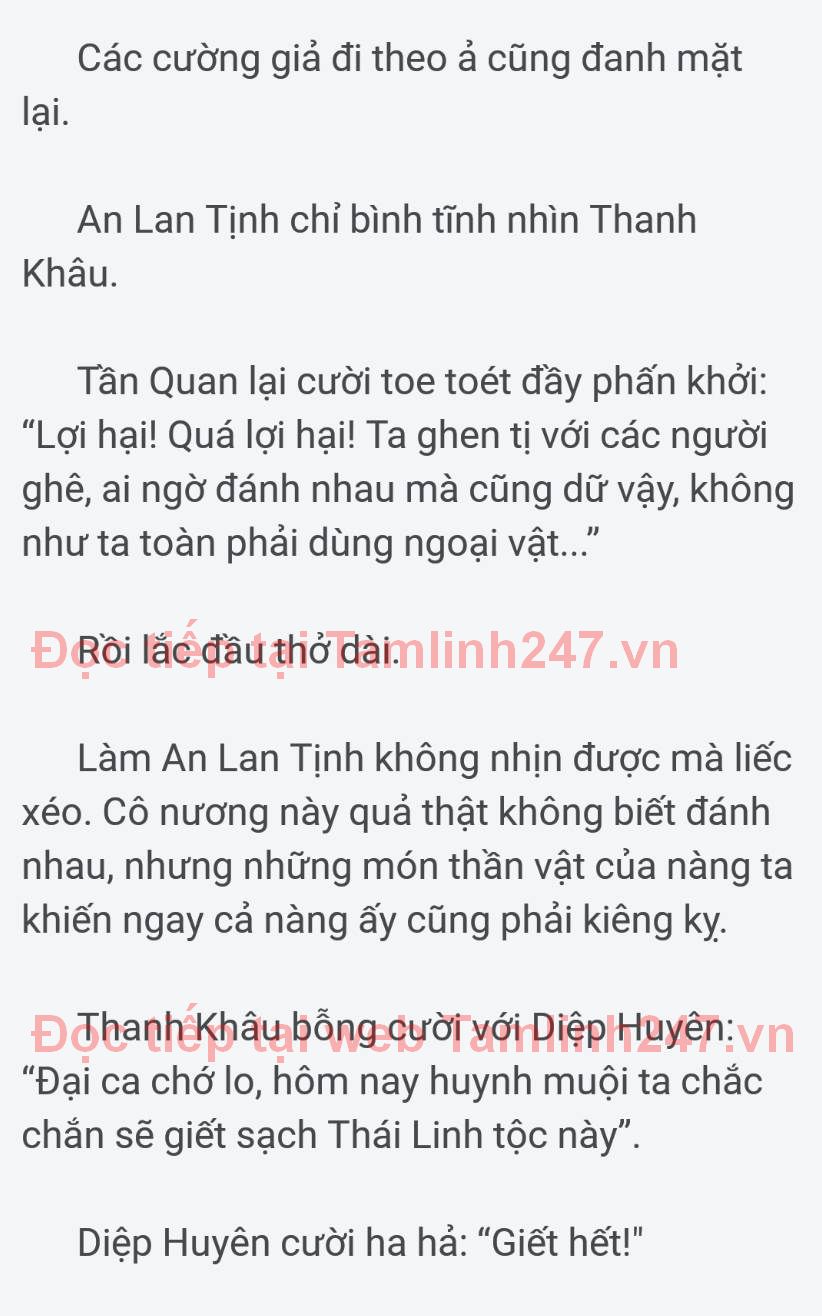 Các cường giả đi theo ả cũng đanh mặt
lại.
An Lan Tịnh chỉ bình tĩnh nhìn Thanh
Khâu.
Tần Quan lại cười toe toét đầy phấn khởi:
“Lợi hại! Quá lợi hại! Ta ghen tị với các người
ghê, ai ngờ đánh nhau mà cũng dữ vậy, không
như ta toàn phải dùng ngoại vật...”
Rồi lắc đầu thở dài.
Đọc tiếp tại Tamlinh247.vn
Làm An Lan Tịnh không nhịn được mà liếc
xéo. Cô nương này quả thật không biết đánh
nhau, nhưng những món thần vật của nàng ta
khiến ngay cả nàng ấy cũng phải kiêng kỵ.
Thanh Khâu bỗng cười với Diệp Huyên:
Đọc tiếp tại web Tamlinh247.vn
“Đại ca chớ lo, hôm nay huynh muội ta chắc
chắn sẽ giết sạch Thái Linh tộc này”.
Diệp Huyên cười ha hả: “Giết hết!"